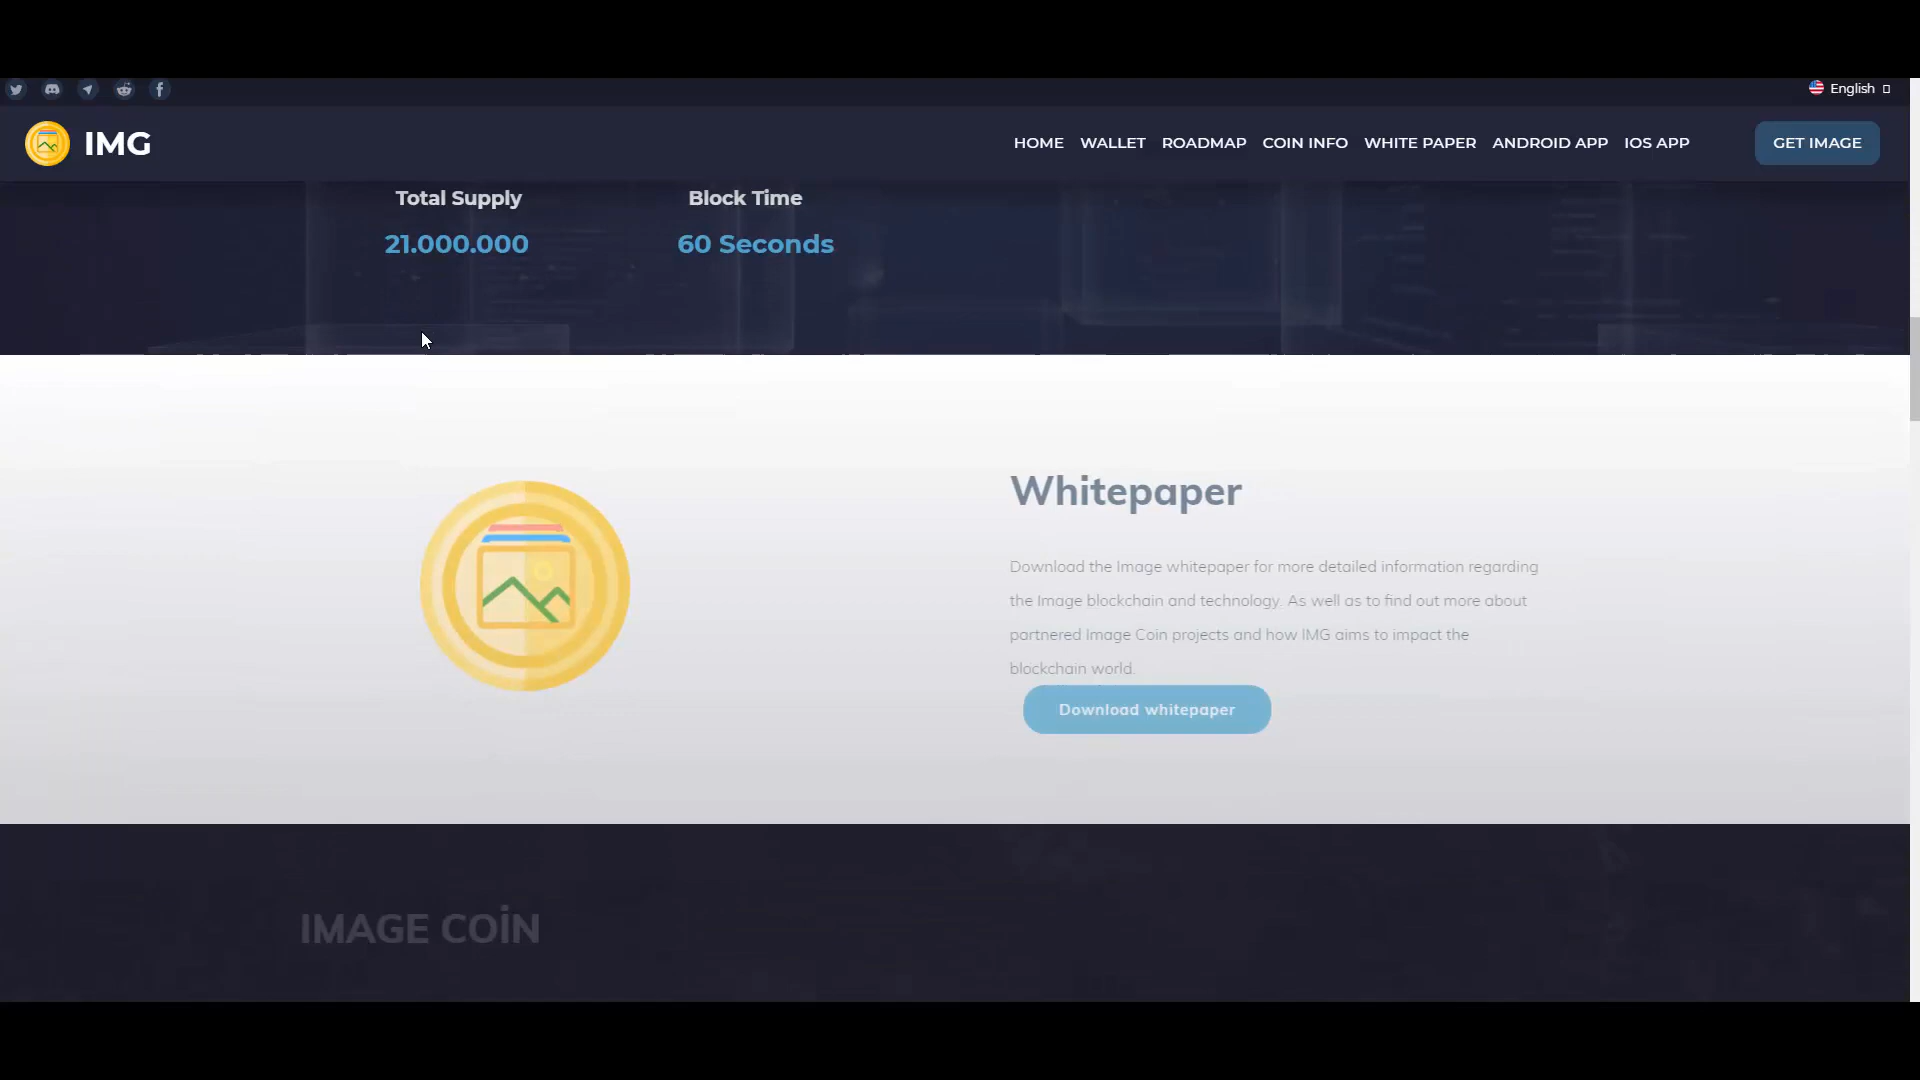 English
IMG
HOME WALLET ROADMAP COIN INFO WHITE PAPER ANDROID APP IOS APP GET IMAGE
Total Supply Block Time
21.000.000 60 Seconds
Whitepaper
Download the Image whitepaper for more detailed information regarding
the Image blockchain and technology. As well as to find out more about
partnered Image Coin projects and how IMG aims to impact the
blockchain world.
Download whitepaper
IMAGE COİN